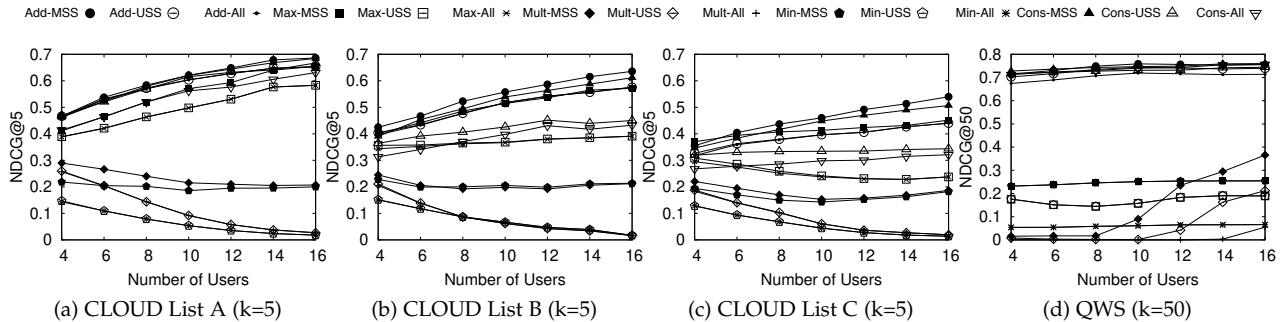 Add-MSS Add-USS Add-All Max-MSS Max-USS Max-All Mult-MSS Mult-USS Mult-All Min-MSS Min-USS Min-All Cons-MSS Cons-USS Cons-All
NDCG@5
0.7
0.6
0.5
0.4
0.3
0.2
0.1
0
4 6 8 10 12 14 16
Number of Users
(a) CLOUD List A (k=5)
NDCG@5
0.7
0.6
0.5
0.4
0.3
0.2
0.1
0
4 6 8 10 12 14 16
Number of Users
(b) CLOUD List B (k=5)
NDCG@5
0.7
0.6
0.5
0.4
0.3
0.2
0.1
0
4 6 8 10 12 14 16
Number of Users
(c) CLOUD List C (k=5)
NDCG@50
0.8
0.7
0.6
0.5
0.4
0.3
0.2
0.1
0
4 6 8 10 12 14 16
Number of Users
(d) QWS (k=50)